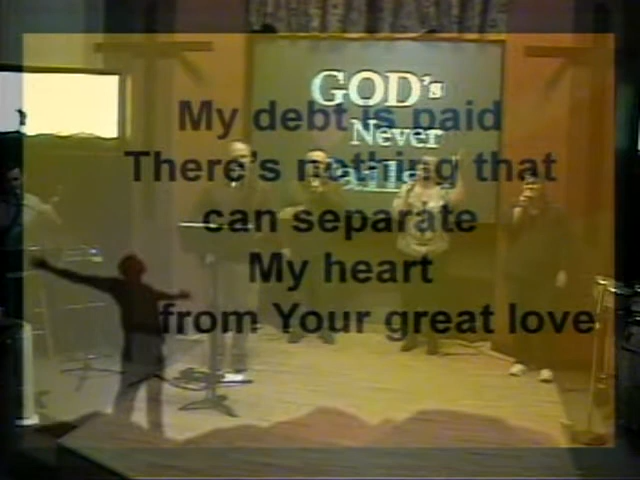 GOD's
Never
My debt is paid
There's nothing that
can separate
My heart
from Your great love